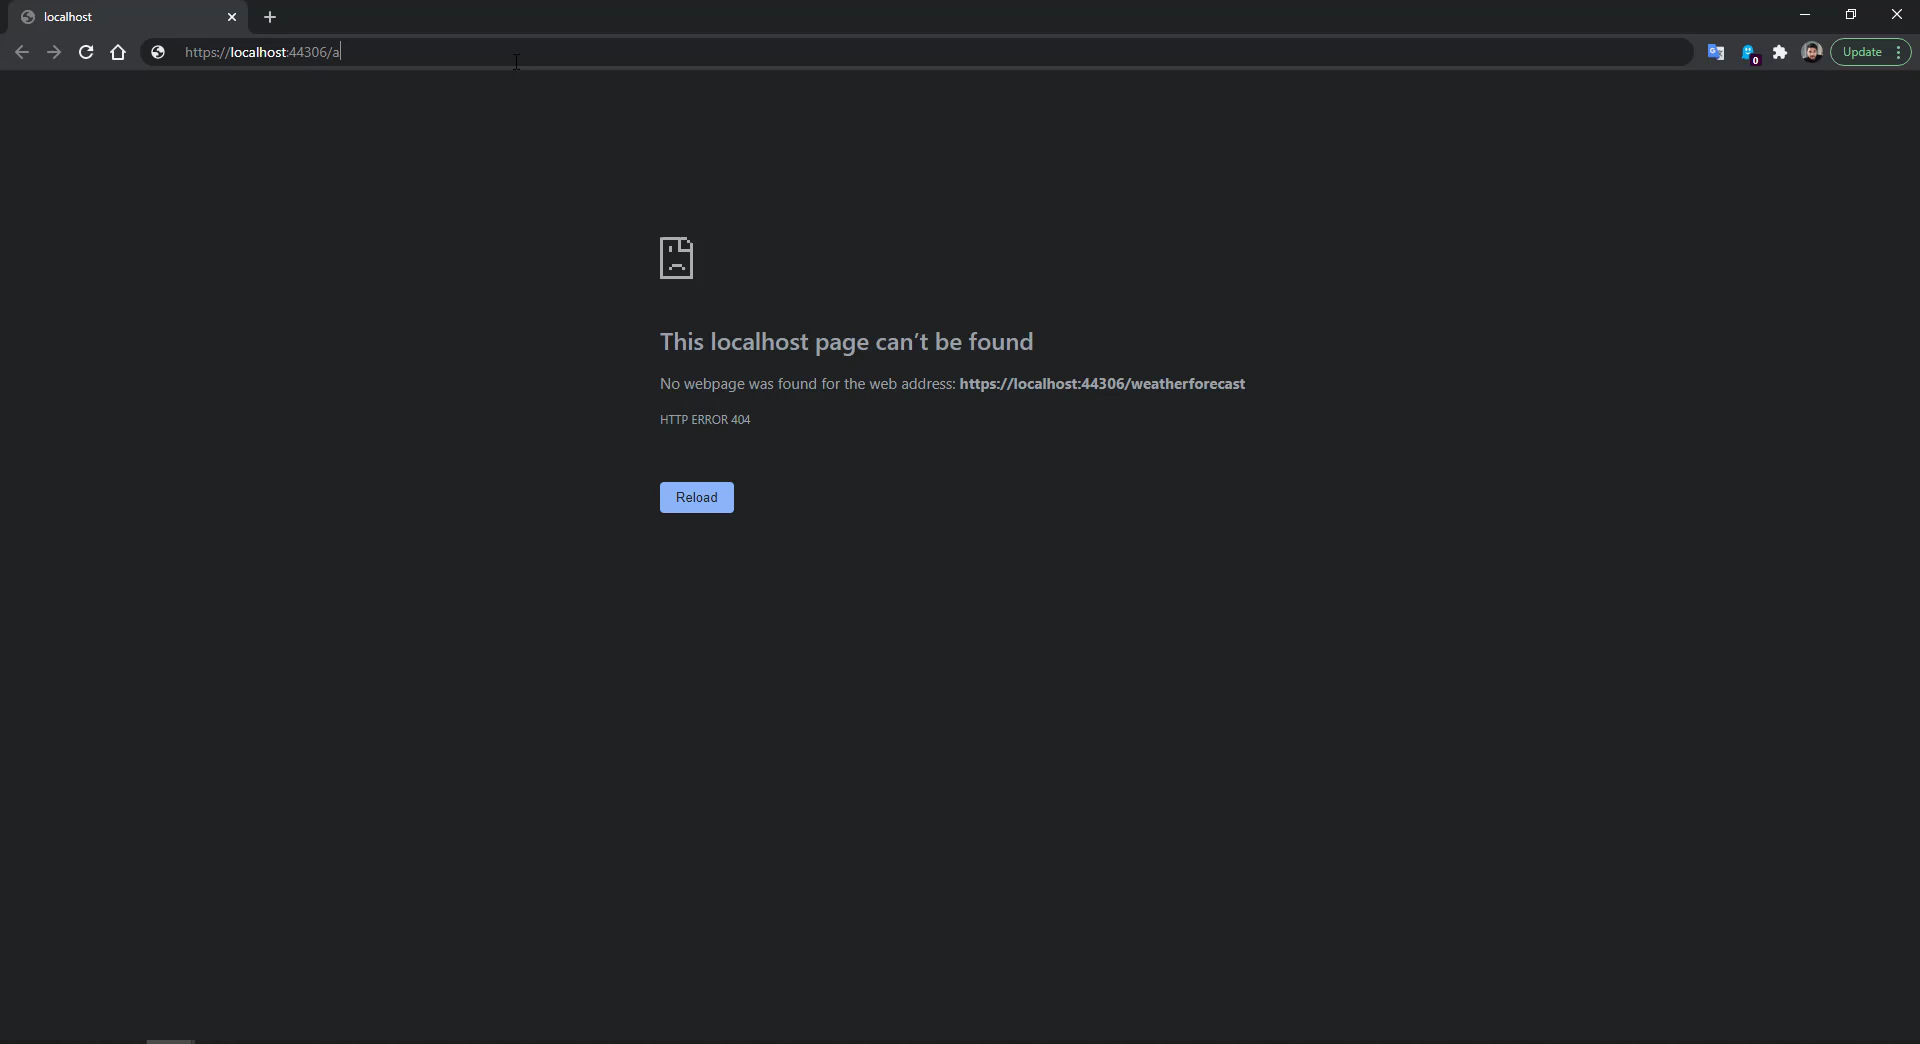 localhost
https://localhost:44306/a
0
Update
This localhost page can’t be found
No webpage was found for the web address: https://localhost:44306/weatherforecast
HTTP ERROR 404
Reload